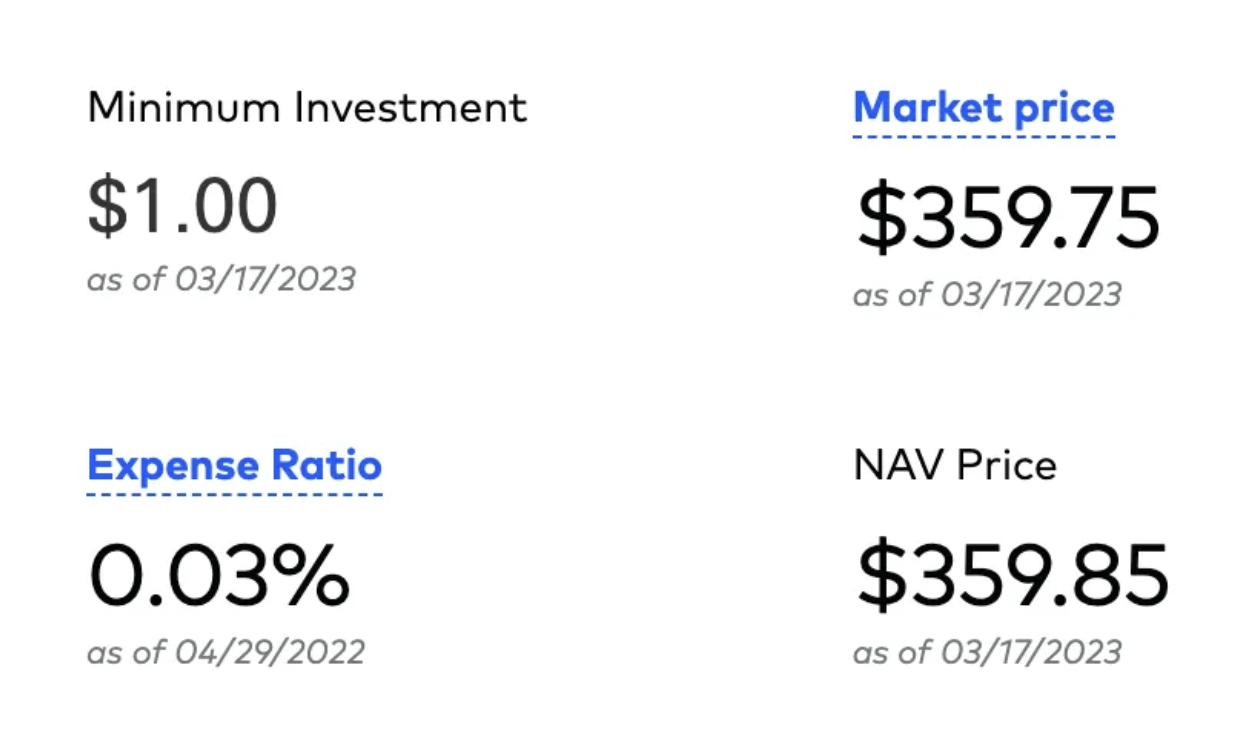 Minimum Investment
$1.00
as of 03/17/2023
Market price
$359.75
as of 03/17/2023
Expense Ratio
0.03%
as of 04/29/2022
NAV Price
$359.85
as of 03/17/2023